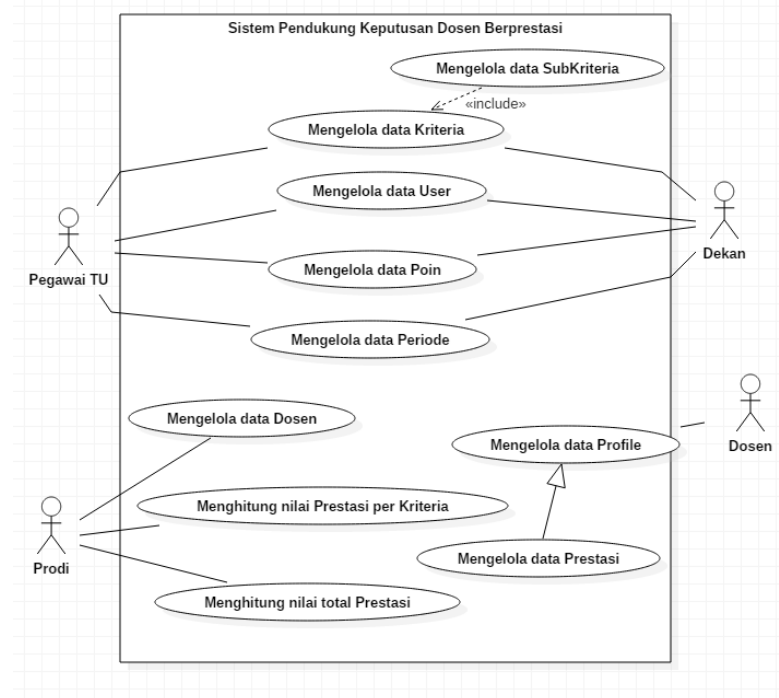 Sistem Pendukung Keputusan Dosen Berprestasi
Mengelola data SubKriteria
«include»
Mengelola data Kriteria
Mengelola data User
Pegawai TU
Dekan
Mengelola data Poin
Mengelola data Periode
Mengelola data Dosen
Mengelola data Profile
Dosen
Menghitung nilai Prestasi per Kriteria
Mengelola data Prestasi
Prodi
Menghitung nilai total Prestasi